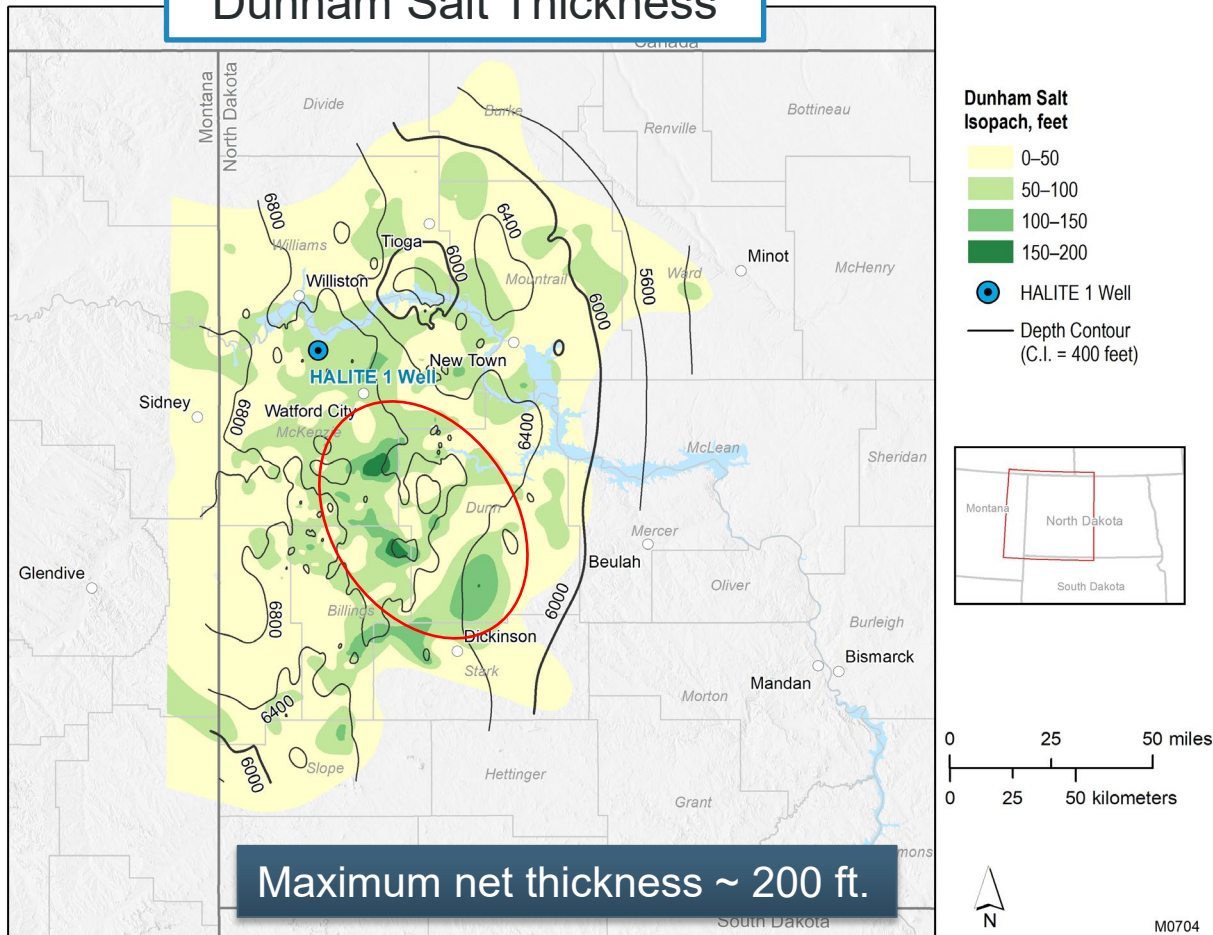 Dunham Salt Thickness
Canada
Montana
North Dakota
Divide
Burke
Renville
Bottineau
6800
Williams
Tioga
6400
6000
Mountrail
Ward
Minot
McHenry
Williston
5600
6000
HALITE 1 Well
New Town
Sidney
6800
Watford City
McKenzie
6400
McLean
Sheridan
Dunn
Mercer
Beulah
Glendive
Oliver
6000
6800
Billings
Burleigh
Dickinson
Bismarck
Stark
Mandan
Morton
6400
6000
Slope
Hettinger
Grant
mons
Maximum net thickness ~ 200 ft.
South Dakota
Dunham Salt
Isopach, feet
0–50
50–100
100–150
150–200
HALITE 1 Well
Depth Contour
(C.I. = 400 feet)
Montana
North Dakota
South Dakota
0 25 50 miles
0 25 50 kilometers
N
M0704